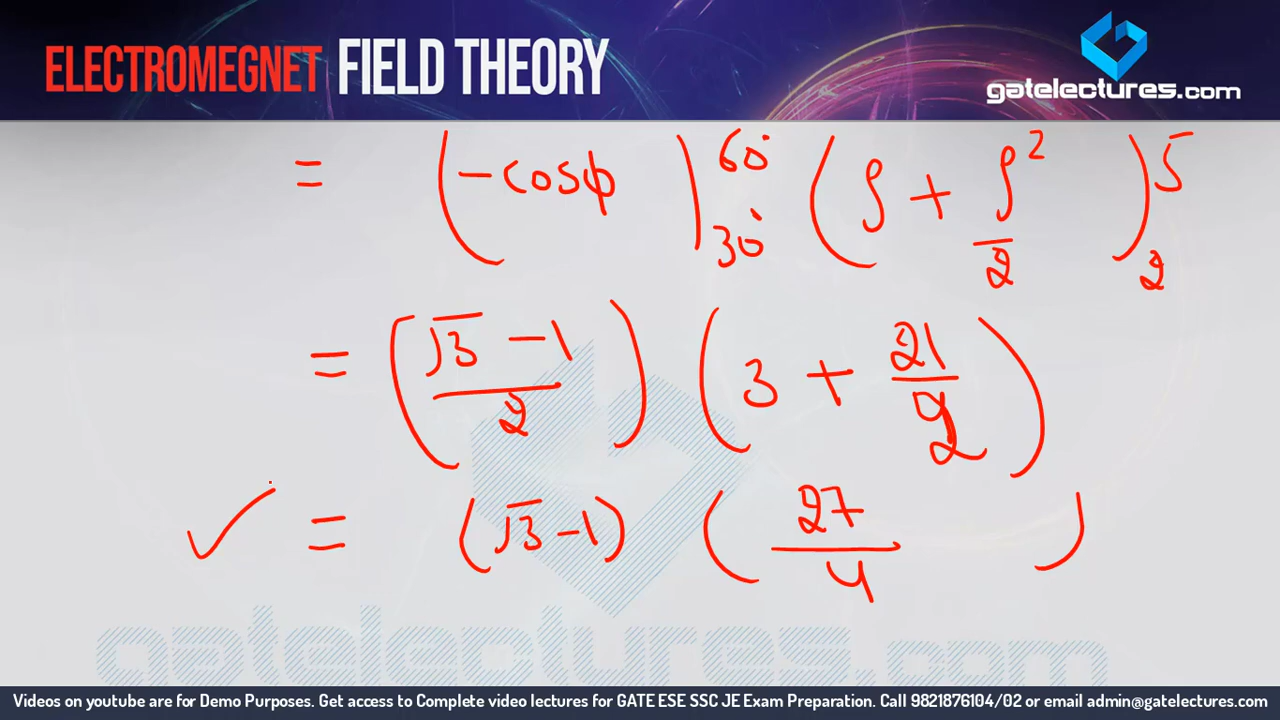 ELECTROMEGNET FIELD THEORY
gatelectures.com
= (-cosφ |₃₀°^60° (ρ + ρ²/2)₂^5
= (√3 - 1 / 2) (3 + 21/2)
✓ = (√3 - 1) (27/4)
gatelectures.com
Videos on youtube are for Demo Purposes. Get access to Complete video lectures for GATE ESE SSC JE Exam Preparation. Call 9821876104/02 or email admin@gatelectures.com